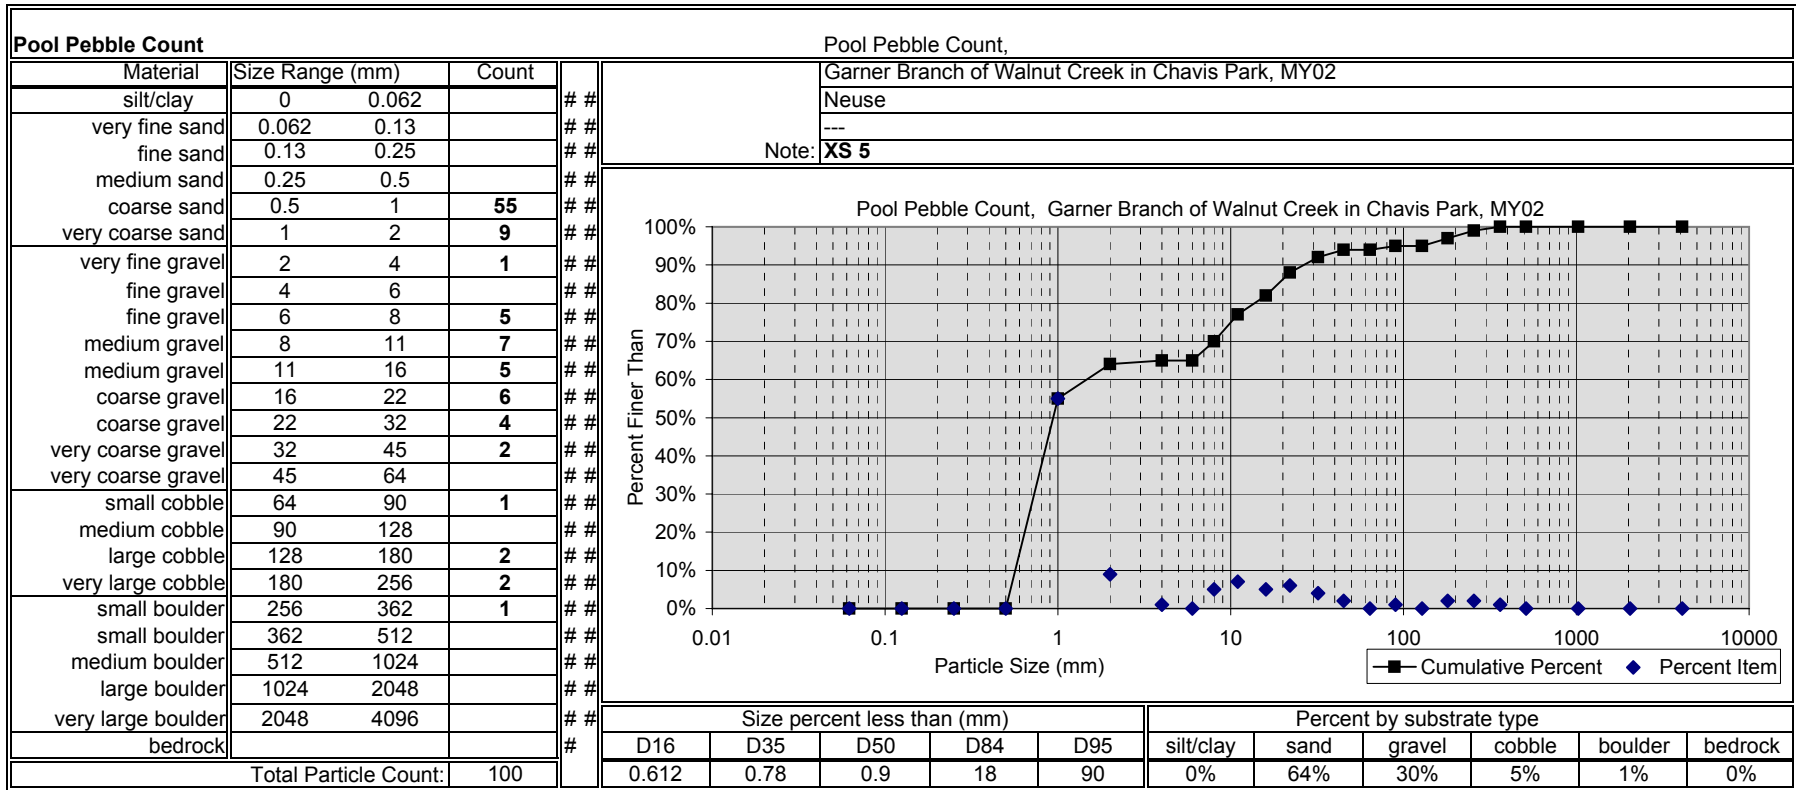 Pool Pebble Count
Pool Pebble Count,
Material Size Range (mm) Count
Garner Branch of Walnut Creek in Chavis Park, MY02
silt/clay 0 0.062 # #
Neuse
very fine sand 0.062 0.13 # #
---
fine sand 0.13 0.25 # #
Note: XS 5
medium sand 0.25 0.5 # #
coarse sand 0.5 1 55 # #
very coarse sand 1 2 9 # #
very fine gravel 2 4 1 # #
fine gravel 4 6 # #
fine gravel 6 8 5 # #
medium gravel 8 11 7 # #
medium gravel 11 16 5 # #
coarse gravel 16 22 6 # #
coarse gravel 22 32 4 # #
very coarse gravel 32 45 2 # #
very coarse gravel 45 64 # #
small cobble 64 90 1 # #
medium cobble 90 128 # #
large cobble 128 180 2 # #
very large cobble 180 256 2 # #
small boulder 256 362 1 # #
small boulder 362 512 # #
medium boulder 512 1024 # #
large boulder 1024 2048 # #
very large boulder 2048 4096 # #
bedrock #
Total Particle Count: 100
Pool Pebble Count, Garner Branch of Walnut Creek in Chavis Park, MY02
Percent Finer Than
100%
90%
80%
70%
60%
50%
40%
30%
20%
10%
0%
0.01 0.1 1 10 100 1000 10000
Particle Size (mm)
Cumulative Percent Percent Item
Size percent less than (mm) Percent by substrate type
D16 D35 D50 D84 D95 silt/clay sand gravel cobble boulder bedrock
0.612 0.78 0.9 18 90 0% 64% 30% 5% 1% 0%